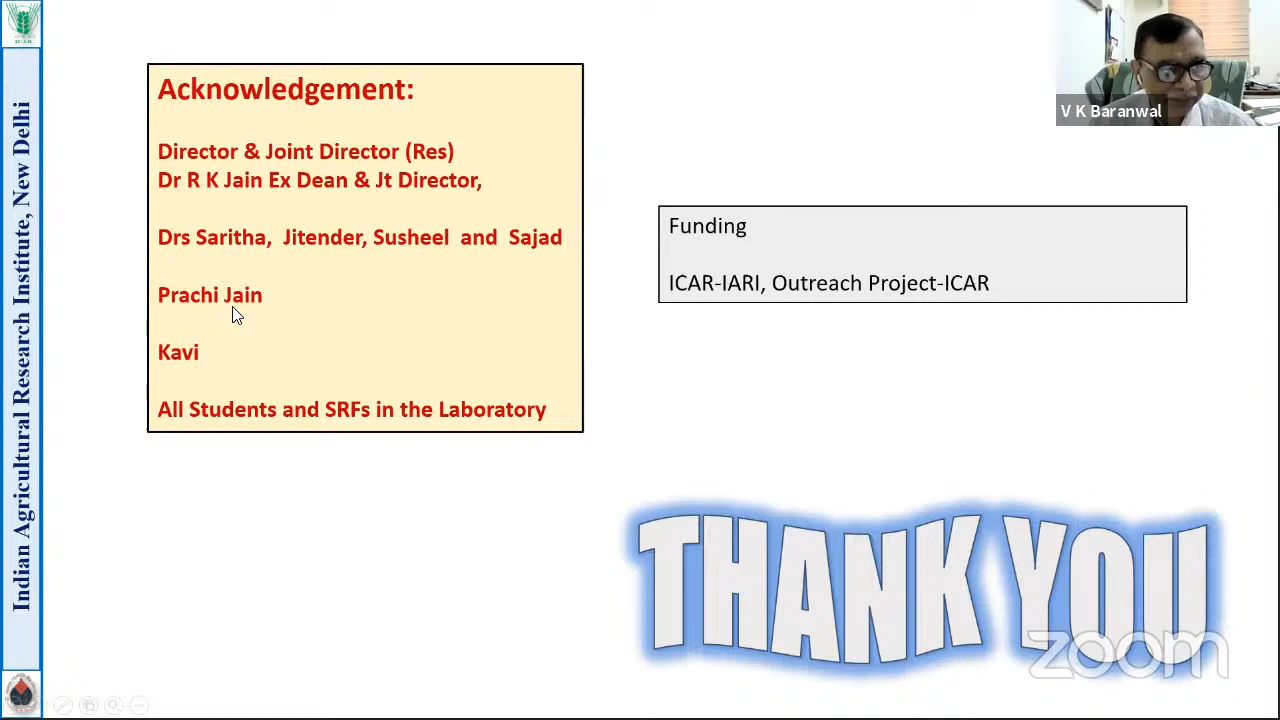 ICAR
Indian Agricultural Research Institute, New Delhi
Acknowledgement:
Director & Joint Director (Res)
Dr R K Jain Ex Dean & Jt Director,
Drs Saritha, Jitender, Susheel and Sajad
Prachi Jain
Kavi
All Students and SRFs in the Laboratory
V K Baranwal
Funding
ICAR-IARI, Outreach Project-ICAR
THANK YOU
zoom